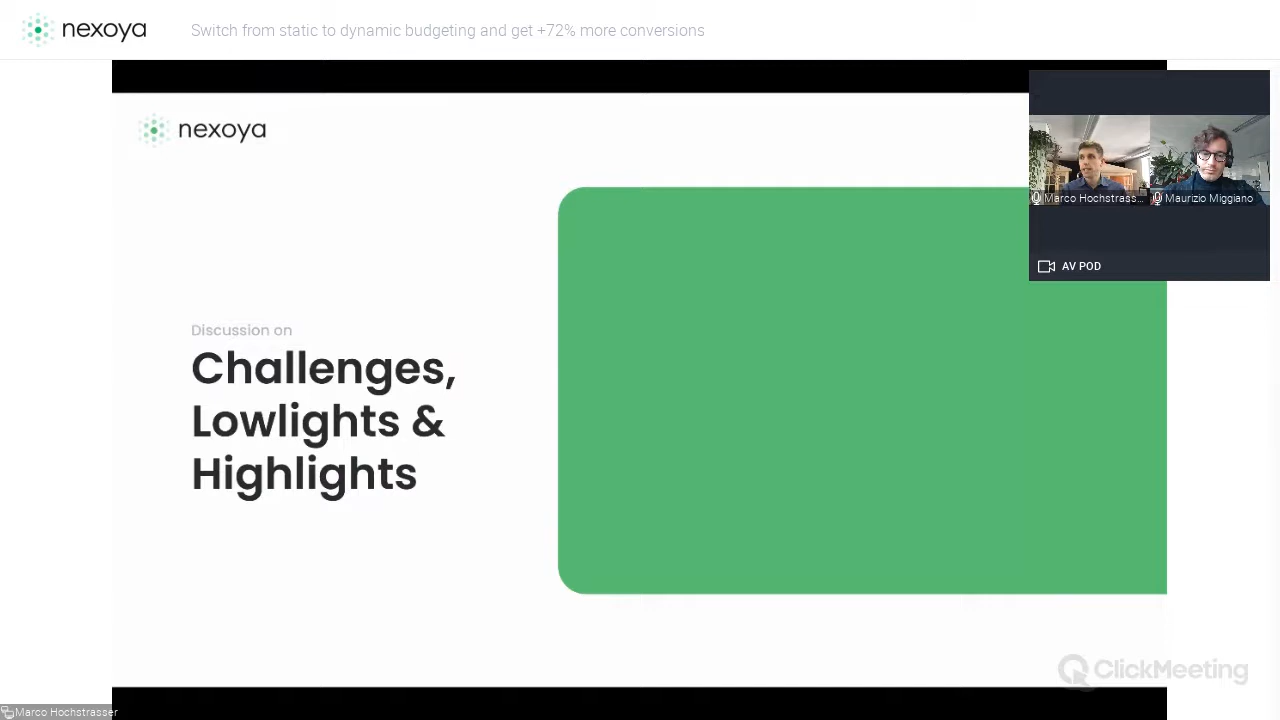 nexoya
Switch from static to dynamic budgeting and get +72% more conversions
nexoya
Marco Hochstrass...
Maurizio Miggiano
AV POD
Discussion on
Challenges,
Lowlights &
Highlights
ClickMeeting
Marco Hochstrasser